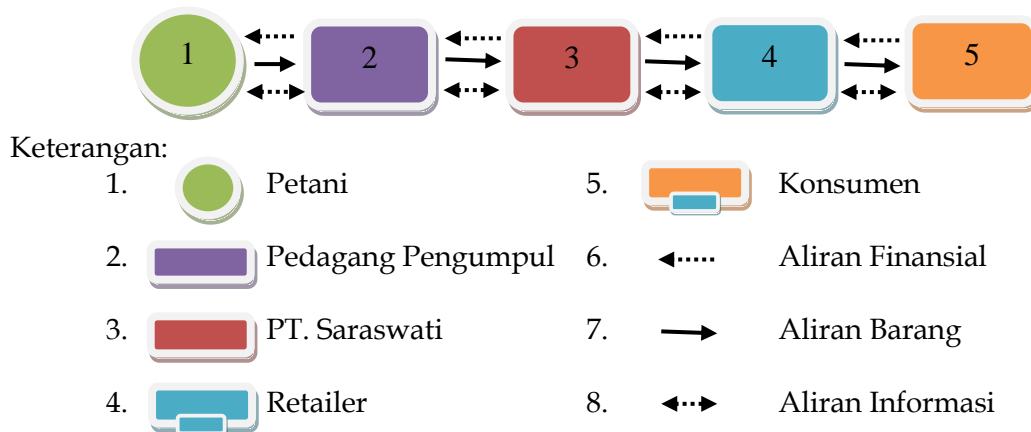 1 2 3 4 5
Keterangan:
1. Petani 5. Konsumen
2. Pedagang Pengumpul 6. Aliran Finansial
3. PT. Saraswati 7. Aliran Barang
4. Retailer 8. Aliran Informasi